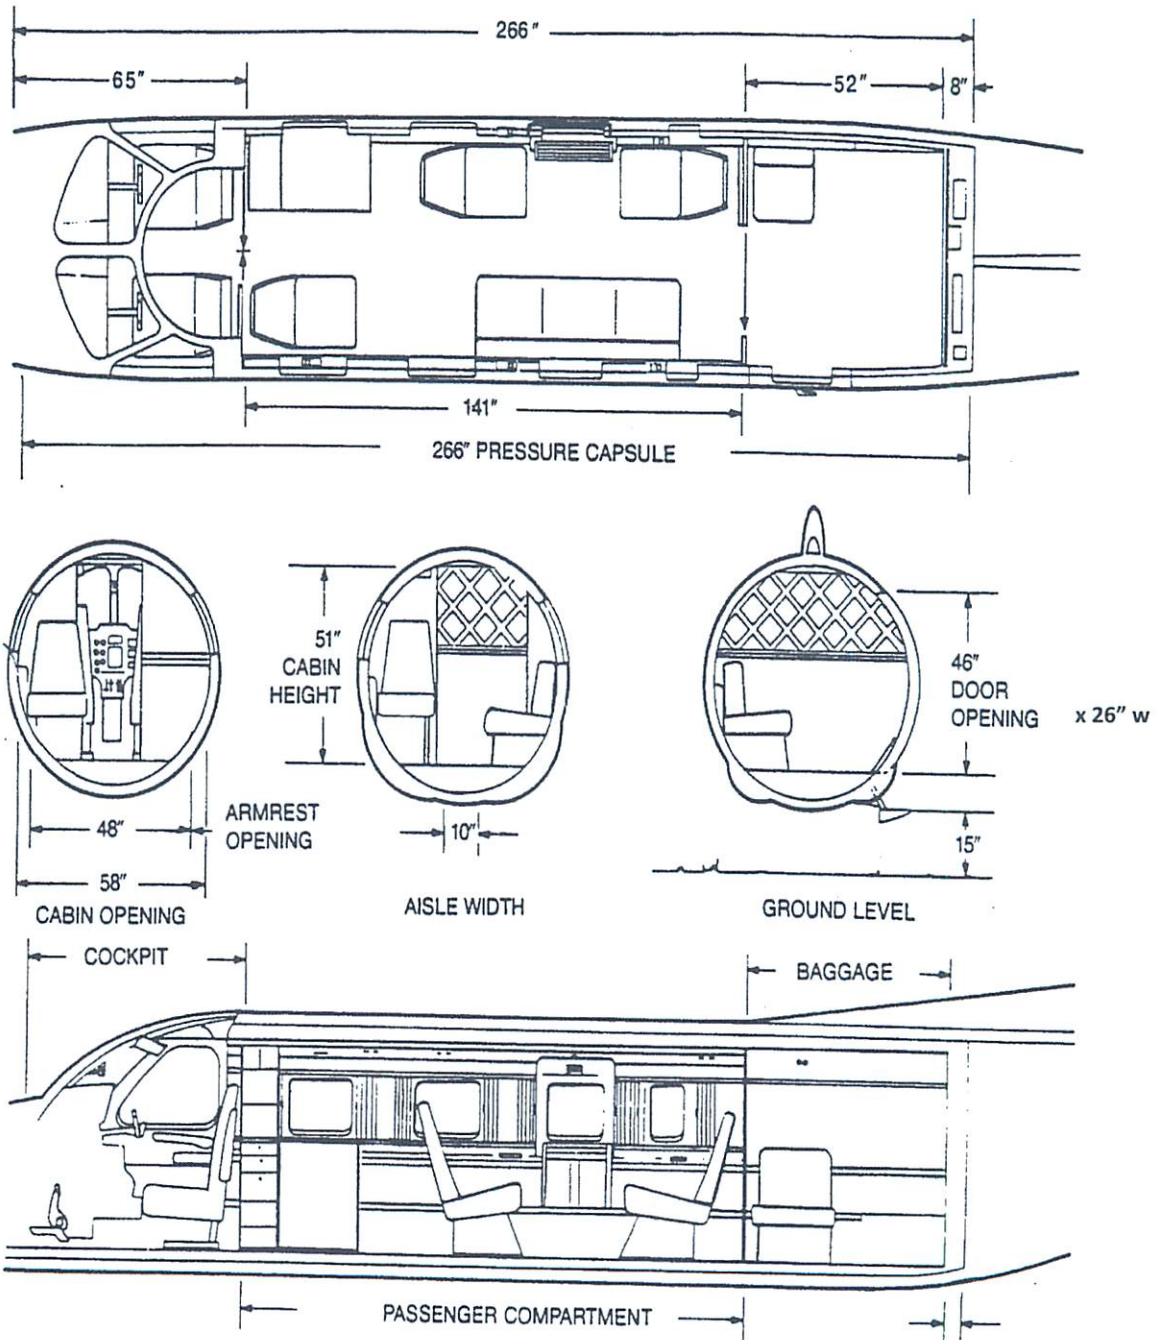 266"
65"
52"
8"
141"
266" PRESSURE CAPSULE
51"
CABIN
HEIGHT
46"
DOOR
OPENING
x 26" w
48"
ARMREST
OPENING
10"
15"
58"
CABIN OPENING
AISLE WIDTH
GROUND LEVEL
COCKPIT
BAGGAGE
PASSENGER COMPARTMENT